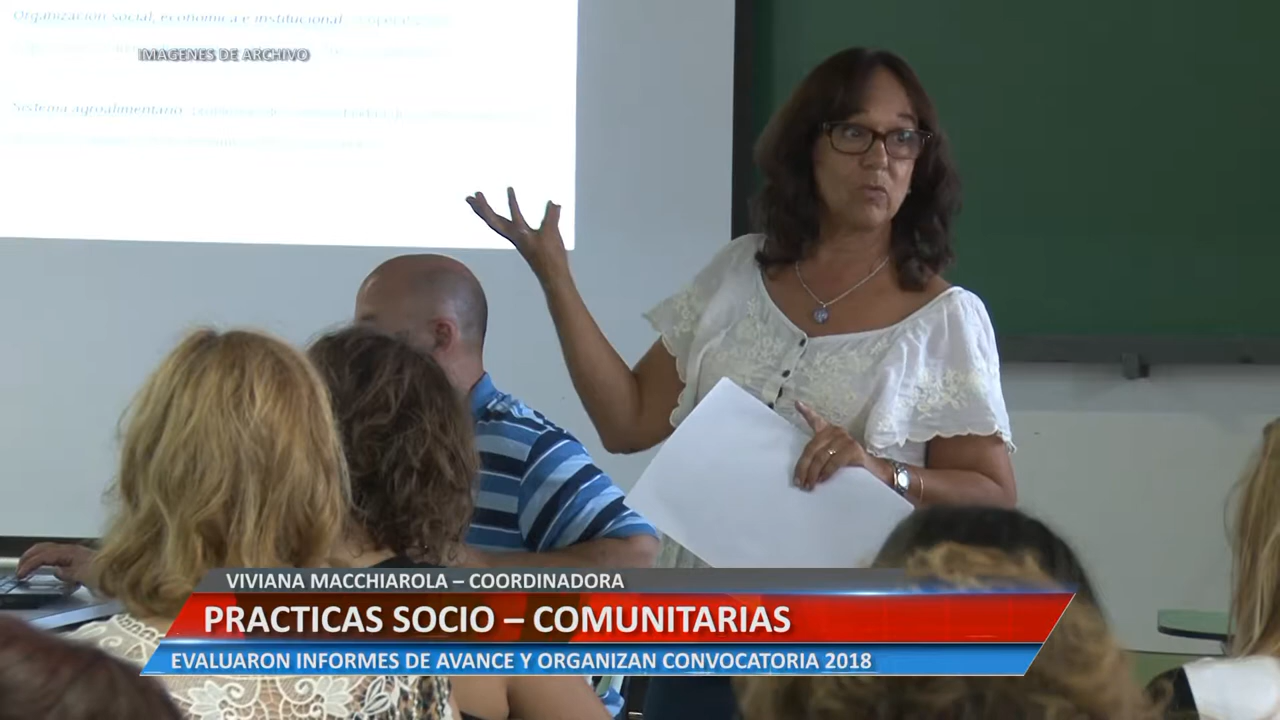 Organización social, económica e institucional
IMAGENES DE ARCHIVO
Sistema agroalimentario
VIVIANA MACCHIAROLA – COORDINADORA
PRACTICAS SOCIO – COMUNITARIAS
EVALUARON INFORMES DE AVANCE Y ORGANIZAN CONVOCATORIA 2018